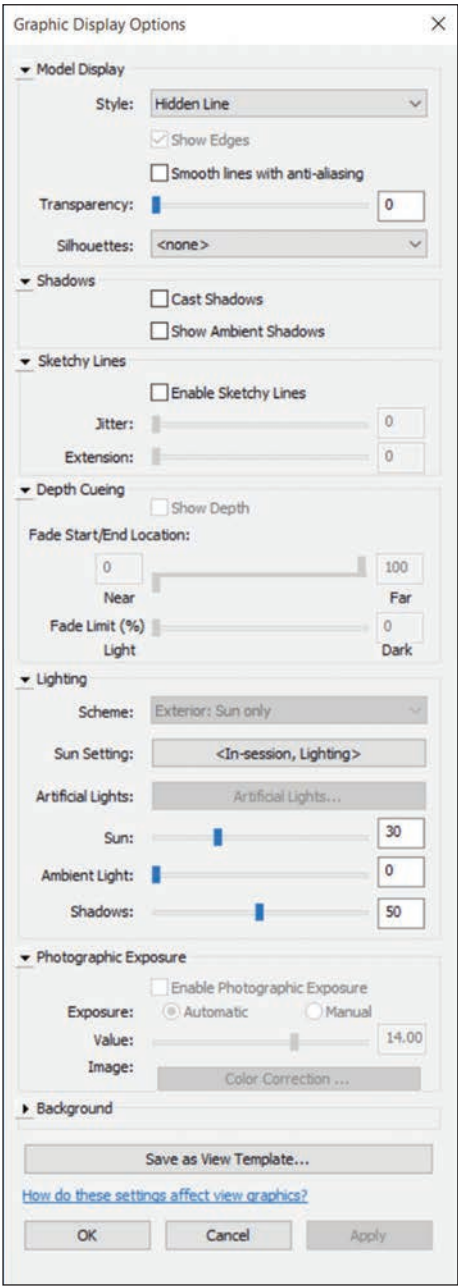 Graphic Display Options
Model Display
Style: Hidden Line
Show Edges
Smooth lines with anti-aliasing
Transparency: 0
Silhouettes: <none>
Shadows
Cast Shadows
Show Ambient Shadows
Sketchy Lines
Enable Sketchy Lines
Jitter: 0
Extension: 0
Depth Cueing
Show Depth
Fade Start/End Location:
0 100
Near Far
Fade Limit (%) 0
Light Dark
Lighting
Scheme: Exterior: Sun only
Sun Setting: <In-session, Lighting>
Artificial Lights: Artificial Lights...
Sun: 30
Ambient Light: 0
Shadows: 50
Photographic Exposure
Enable Photographic Exposure
Exposure: Automatic Manual
Value: 14.00
Image: Color Correction ...
Background
Save as View Template...
How do these settings affect view graphics?
OK Cancel Apply